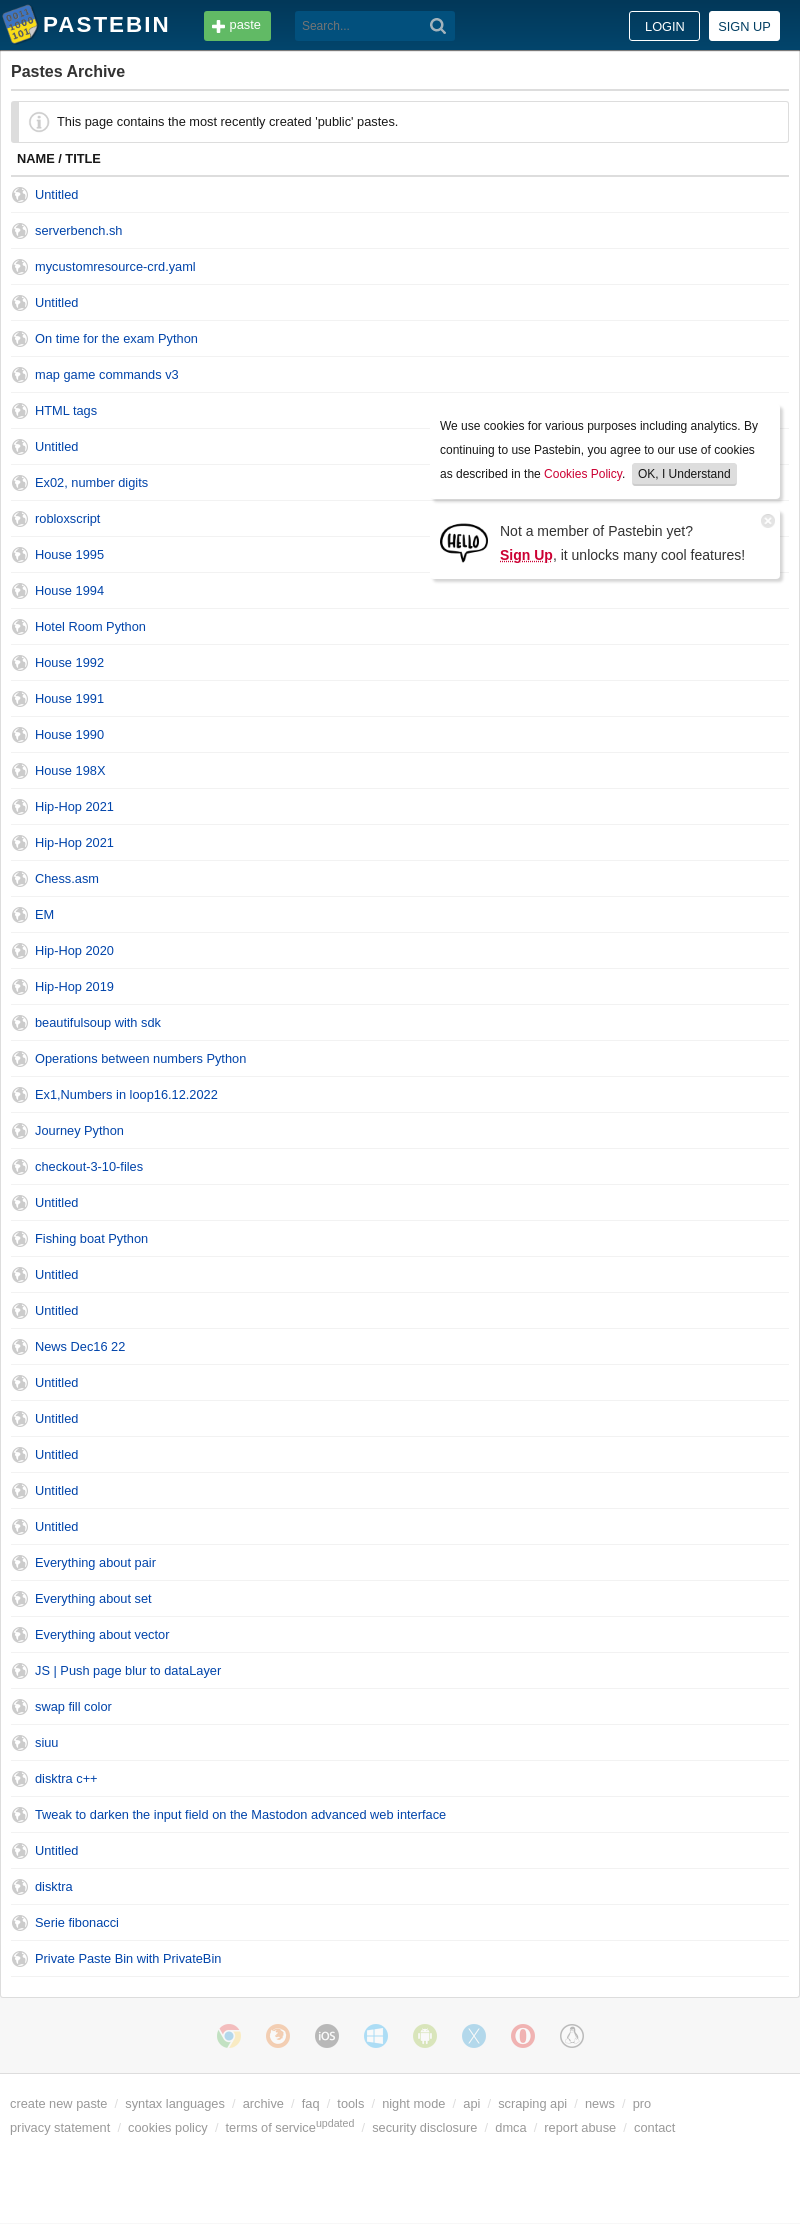 PASTEBIN
paste
Search...
LOGIN
SIGN UP
Pastes Archive
This page contains the most recently created 'public' pastes.
NAME / TITLE
Untitled
serverbench.sh
mycustomresource-crd.yaml
Untitled
On time for the exam Python
map game commands v3
HTML tags
We use cookies for various purposes including analytics. By
continuing to use Pastebin, you agree to our use of cookies
as described in the Cookies Policy. OK, I Understand
Untitled
Ex02, number digits
robloxscript
HELLO
Not a member of Pastebin yet?
Sign Up, it unlocks many cool features!
House 1995
House 1994
Hotel Room Python
House 1992
House 1991
House 1990
House 198X
Hip-Hop 2021
Hip-Hop 2021
Chess.asm
EM
Hip-Hop 2020
Hip-Hop 2019
beautifulsoup with sdk
Operations between numbers Python
Ex1,Numbers in loop16.12.2022
Journey Python
checkout-3-10-files
Untitled
Fishing boat Python
Untitled
Untitled
News Dec16 22
Untitled
Untitled
Untitled
Untitled
Untitled
Everything about pair
Everything about set
Everything about vector
JS | Push page blur to dataLayer
swap fill color
siuu
disktra c++
Tweak to darken the input field on the Mastodon advanced web interface
Untitled
disktra
Serie fibonacci
Private Paste Bin with PrivateBin
iOS
create new paste / syntax languages / archive / faq / tools / night mode / api / scraping api / news / pro
privacy statement / cookies policy / terms of serviceupdated / security disclosure / dmca / report abuse / contact